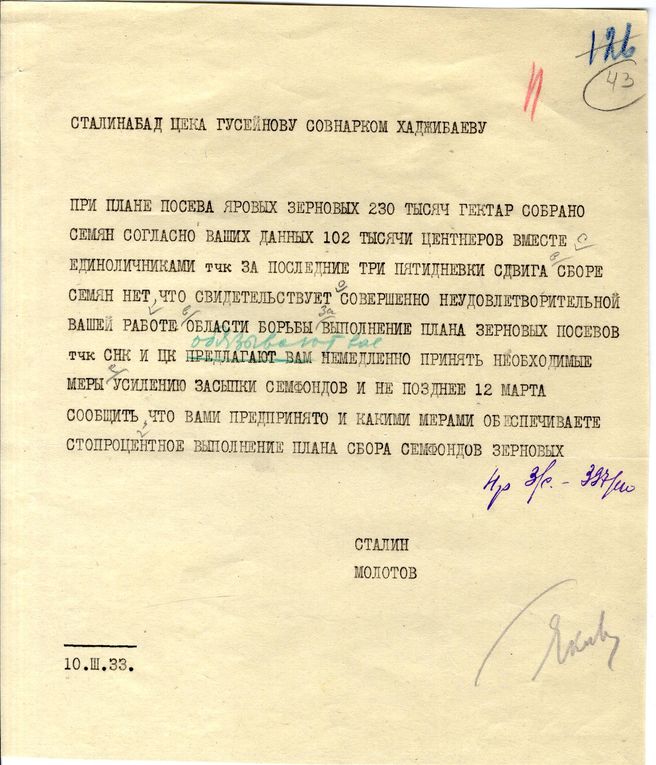 126
43
СТАЛИНАБАД ЦЕКА ГУСЕЙНОВУ СОВНАРКОМ ХАДЖИБАЕВУ
ПРИ ПЛАНЕ ПОСЕВА ЯРОВЫХ ЗЕРНОВЫХ 230 ТЫСЯЧ ГЕКТАР СОБРАНО
СЕМЯН СОГЛАСНО ВАШИХ ДАННЫХ 102 ТЫСЯЧИ ЦЕНТНЕРОВ ВМЕСТЕ с
ЕДИНОЛИЧНИКАМИ тчк ЗА ПОСЛЕДНИЕ ТРИ ПЯТИДНЕВКИ СДВИГА в СБОРЕ
СЕМЯН НЕТ, ЧТО СВИДЕТЕЛЬСТВУЕТ о СОВЕРШЕННО НЕУДОВЛЕТВОРИТЕЛЬНОЙ
ВАШЕЙ РАБОТЕ в ОБЛАСТИ БОРЬБЫ за ВЫПОЛНЕНИЕ ПЛАНА ЗЕРНОВЫХ ПОСЕВОВ
обязывают вас
тчк СНК И ЦК ПРЕДЛАГАЮТ ВАМ НЕМЕДЛЕННО ПРИНЯТЬ НЕОБХОДИМЫЕ
МЕРЫ к УСИЛЕНИЮ ЗАСЫПКИ СЕМФОНДОВ И НЕ ПОЗДНЕЕ 12 МАРТА
СООБЩИТЬ, ЧТО ВАМИ ПРЕДПРИНЯТО И КАКИМИ МЕРАМИ ОБЕСПЕЧИВАЕТЕ
СТОПРОЦЕНТНОЕ ВЫПОЛНЕНИЕ ПЛАНА СБОРА СЕМФОНДОВ ЗЕРНОВЫХ
СТАЛИН
МОЛОТОВ
10.III.33.